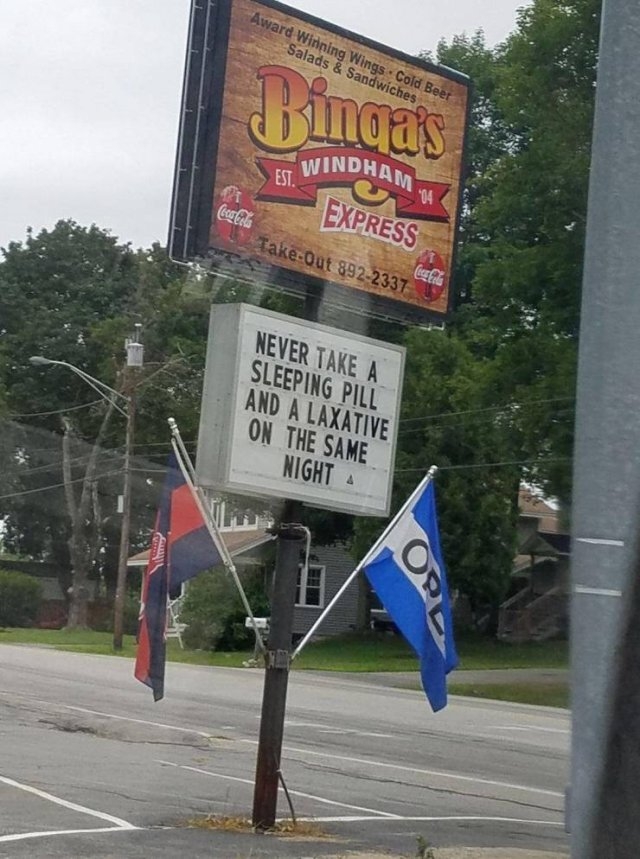 Award Winning Wings · Cold Beer
Salads & Sandwiches
Binga's
EST. WINDHAM '04
EXPRESS
Coca-Cola
Take-Out 892-2337
Coca-Cola
NEVER TAKE A
SLEEPING PILL
AND A LAXATIVE
ON THE SAME
NIGHT
OPE